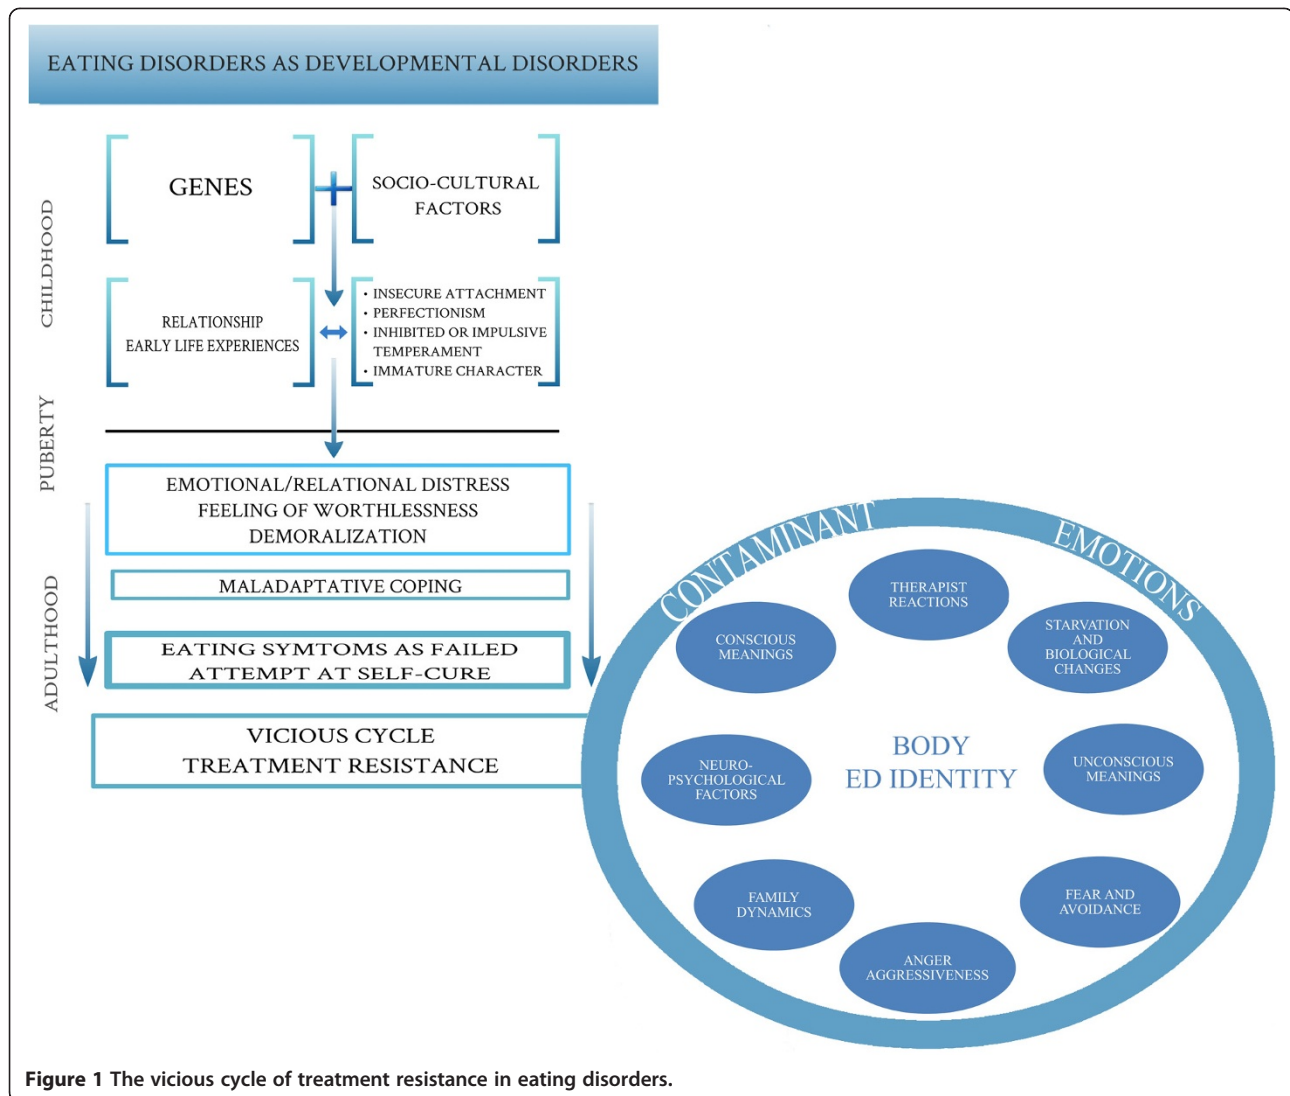 EATING DISORDERS AS DEVELOPMENTAL DISORDERS
CHILDHOOD
GENES
SOCIO-CULTURAL
FACTORS
RELATIONSHIP
EARLY LIFE EXPERIENCES
• INSECURE ATTACHMENT
• PERFECTIONISM
• INHIBITED OR IMPULSIVE
TEMPERAMENT
• IMMATURE CHARACTER
PUBERTY
EMOTIONAL/RELATIONAL DISTRESS
FEELING OF WORTHLESSNESS
DEMORALIZATION
ADULTHOOD
MALADAPTATIVE COPING
EATING SYMTOMS AS FAILED
ATTEMPT AT SELF-CURE
VICIOUS CYCLE
TREATMENT RESISTANCE
CONTAMINANT
EMOTIONS
THERAPIST
REACTIONS
CONSCIOUS
MEANINGS
STARVATION
AND
BIOLOGICAL
CHANGES
BODY
ED IDENTITY
NEURO-
PSYCHOLOGICAL
FACTORS
UNCONSCIOUS
MEANINGS
FAMILY
DYNAMICS
FEAR AND
AVOIDANCE
ANGER
AGGRESSIVENESS
Figure 1 The vicious cycle of treatment resistance in eating disorders.